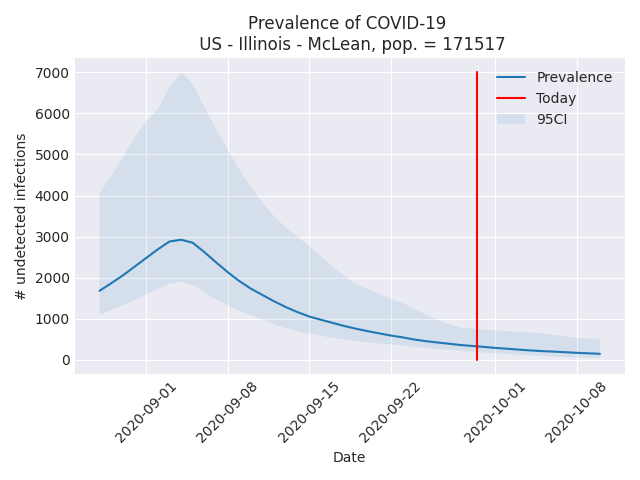 Prevalence of COVID-19
US - Illinois - McLean, pop. = 171517
7000
6000
5000
4000
3000
2000
1000
0
# undetected infections
Prevalence
Today
95CI
2020-09-01
2020-09-08
2020-09-15
2020-09-22
2020-10-01
2020-10-08
Date